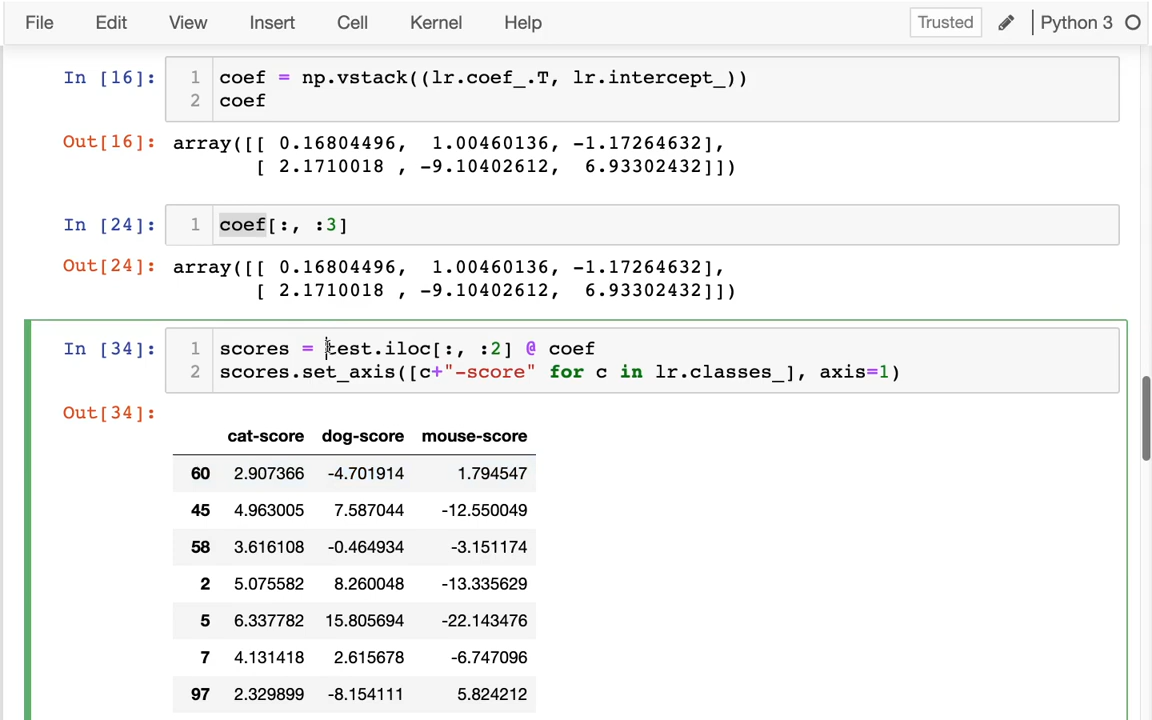 File Edit View Insert Cell Kernel Help Trusted Python 3
In [16]: 1 coef = np.vstack((lr.coef_.T, lr.intercept_))
2 coef
Out[16]: array([[ 0.16804496, 1.00460136, -1.17264632],
[ 2.1710018 , -9.10402612, 6.93302432]])
In [24]: 1 coef[:, :3]
Out[24]: array([[ 0.16804496, 1.00460136, -1.17264632],
[ 2.1710018 , -9.10402612, 6.93302432]])
In [34]: 1 scores = test.iloc[:, :2] @ coef
2 scores.set_axis([c+"-score" for c in lr.classes_], axis=1)
Out[34]:
cat-score dog-score mouse-score
60 2.907366 -4.701914 1.794547
45 4.963005 7.587044 -12.550049
58 3.616108 -0.464934 -3.151174
2 5.075582 8.260048 -13.335629
5 6.337782 15.805694 -22.143476
7 4.131418 2.615678 -6.747096
97 2.329899 -8.154111 5.824212